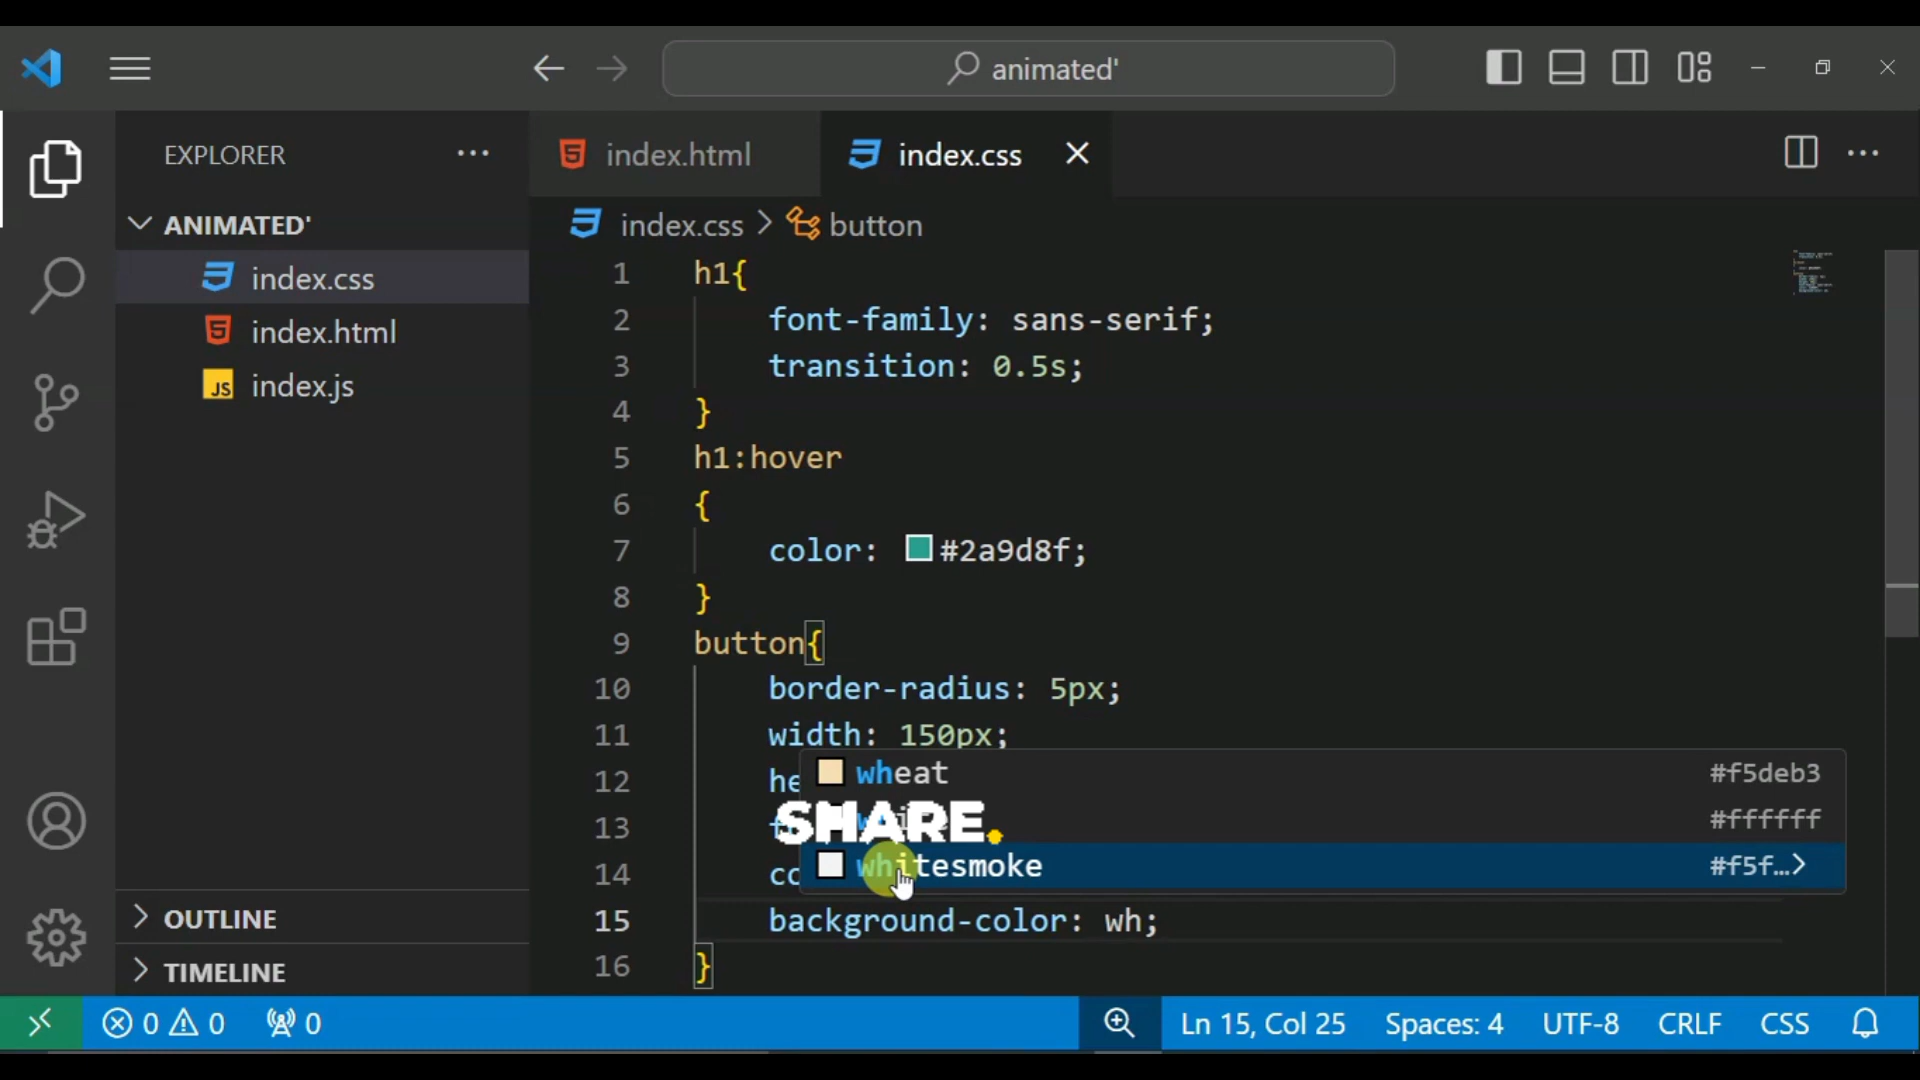 animated'
EXPLORER
index.html
index.css
ANIMATED'
index.css
index.html
JS index.js
OUTLINE
TIMELINE
index.css > button
1 h1{
2 font-family: sans-serif;
3 transition: 0.5s;
4 }
5 h1:hover
6 {
7 color: #2a9d8f;
8 }
9 button{
10 border-radius: 5px;
11 width: 150px;
12 he
wheat #f5deb3
13
SHARE.
#ffffff
14 co
whitesmoke #f5f...>
15 background-color: wh;
16 }
0 0 0
Ln 15, Col 25 Spaces: 4 UTF-8 CRLF CSS